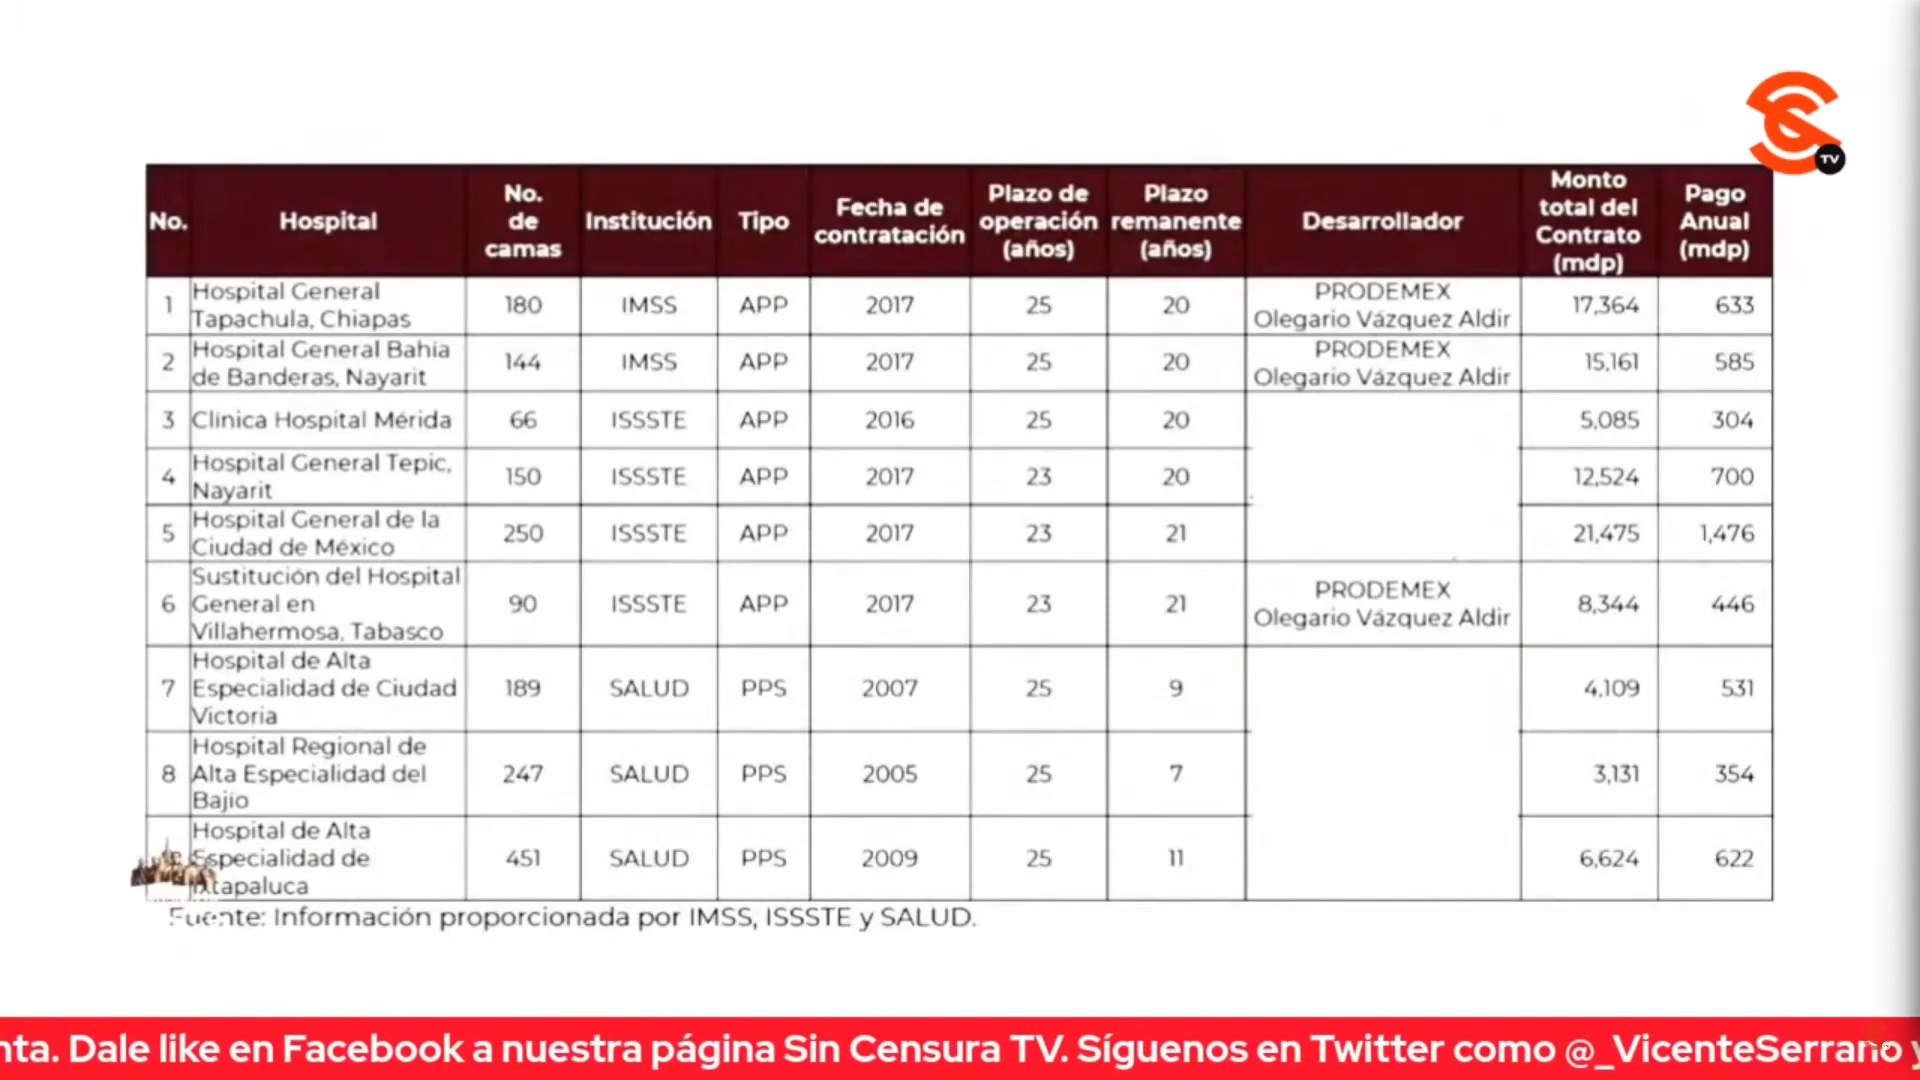 TV
No. Hospital No. de camas Institución Tipo Fecha de contratación Plazo de operación (años) Plazo remanente (años) Desarrollador Monto total del Contrato (mdp) Pago Anual (mdp)
1 Hospital General Tapachula, Chiapas 180 IMSS APP 2017 25 20 PRODEMEX Olegario Vázquez Aldir 17,364 633
2 Hospital General Bahía de Banderas, Nayarit 144 IMSS APP 2017 25 20 PRODEMEX Olegario Vázquez Aldir 15,161 585
3 Clínica Hospital Mérida 66 ISSSTE APP 2016 25 20 5,085 304
4 Hospital General Tepic, Nayarit 150 ISSSTE APP 2017 23 20 12,524 700
5 Hospital General de la Ciudad de México 250 ISSSTE APP 2017 23 21 21,475 1,476
6 Sustitución del Hospital General en Villahermosa, Tabasco 90 ISSSTE APP 2017 23 21 PRODEMEX Olegario Vázquez Aldir 8,344 446
7 Hospital de Alta Especialidad de Ciudad Victoria 189 SALUD PPS 2007 25 9 4,109 531
8 Hospital Regional de Alta Especialidad del Bajío 247 SALUD PPS 2005 25 7 3,131 354
Hospital de Alta Especialidad de Ixtapaluca 451 SALUD PPS 2009 25 11 6,624 622
Fuente: Información proporcionada por IMSS, ISSSTE y SALUD.
nta. Dale like en Facebook a nuestra página Sin Censura TV. Síguenos en Twitter como @_VicenteSerrano y